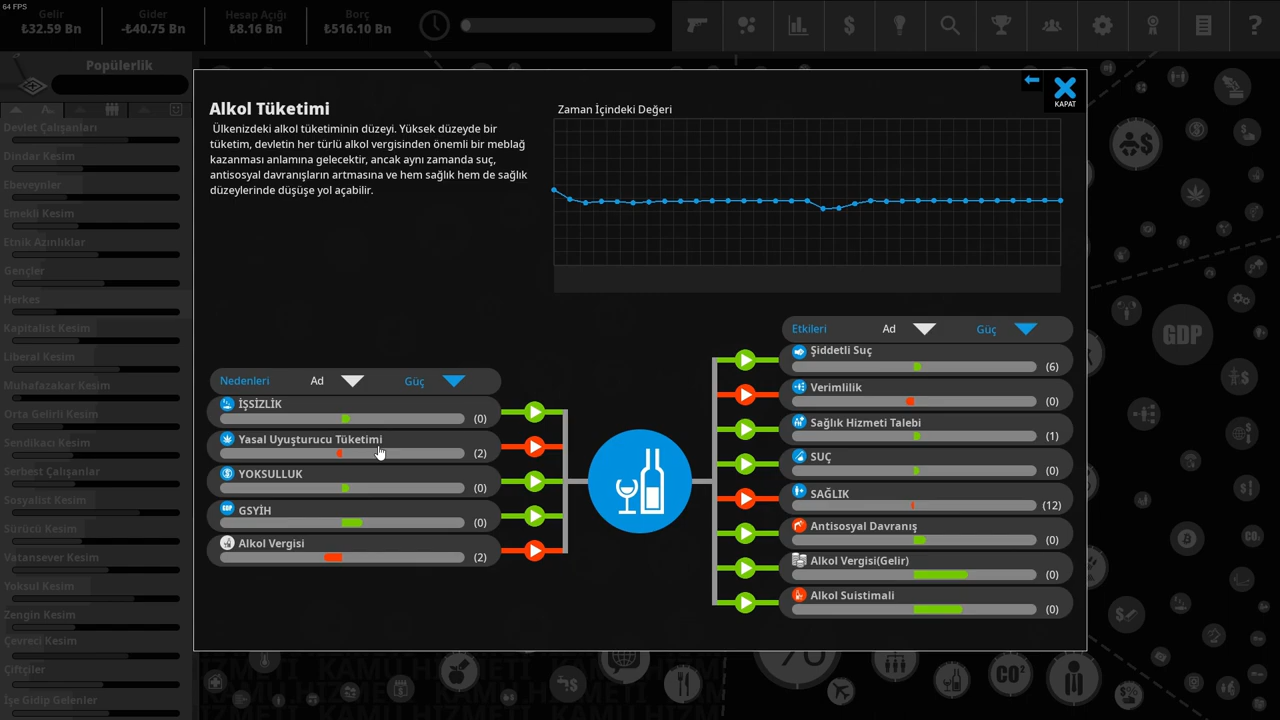 64 FPS
Gelir
Gider
Hesap Açığı
Borç
₺32.59 Bn
-₺40.75 Bn
-₺8.16 Bn
₺516.10 Bn
?
Popülerlik
KAPAT
Alkol Tüketimi
Ülkenizdeki alkol tüketiminin düzeyi. Yüksek düzeyde bir
tüketim, devletin her türlü alkol vergisinden önemli bir meblağ
kazanması anlamına gelecektir, ancak aynı zamanda suç,
antisosyal davranışların artmasına ve hem sağlık hem de sağlık
düzeylerinde düşüşe yol açabilir.
Zaman İçindeki Değeri
Devlet Çalışanları
Dindar Kesim
Ebeveynler
Emekli Kesim
Etnik Azınlıklar
Gençler
Herkes
Kapitalist Kesim
Liberal Kesim
Muhafazakar Kesim
Orta Gelirli Kesim
Sendikacı Kesim
Serbest Çalışanlar
Sosyalist Kesim
Sürücü Kesim
Vatansever Kesim
Yoksul Kesim
Zengin Kesim
Çevreci Kesim
Çiftçiler
İşe Gidip Gelenler
Nedenleri Ad Güç
İŞSİZLİK
(0)
Yasal Uyuşturucu Tüketimi
(2)
YOKSULLUK
(0)
GSYİH
(0)
Alkol Vergisi
(2)
Etkileri Ad Güç
Şiddetli Suç
(6)
Verimlilik
(0)
Sağlık Hizmeti Talebi
(1)
SUÇ
(0)
SAĞLIK
(12)
Antisosyal Davranış
(0)
Alkol Vergisi(Gelir)
(0)
Alkol Suistimali
(0)
GDP
CO²
KAMU HİZMETİ